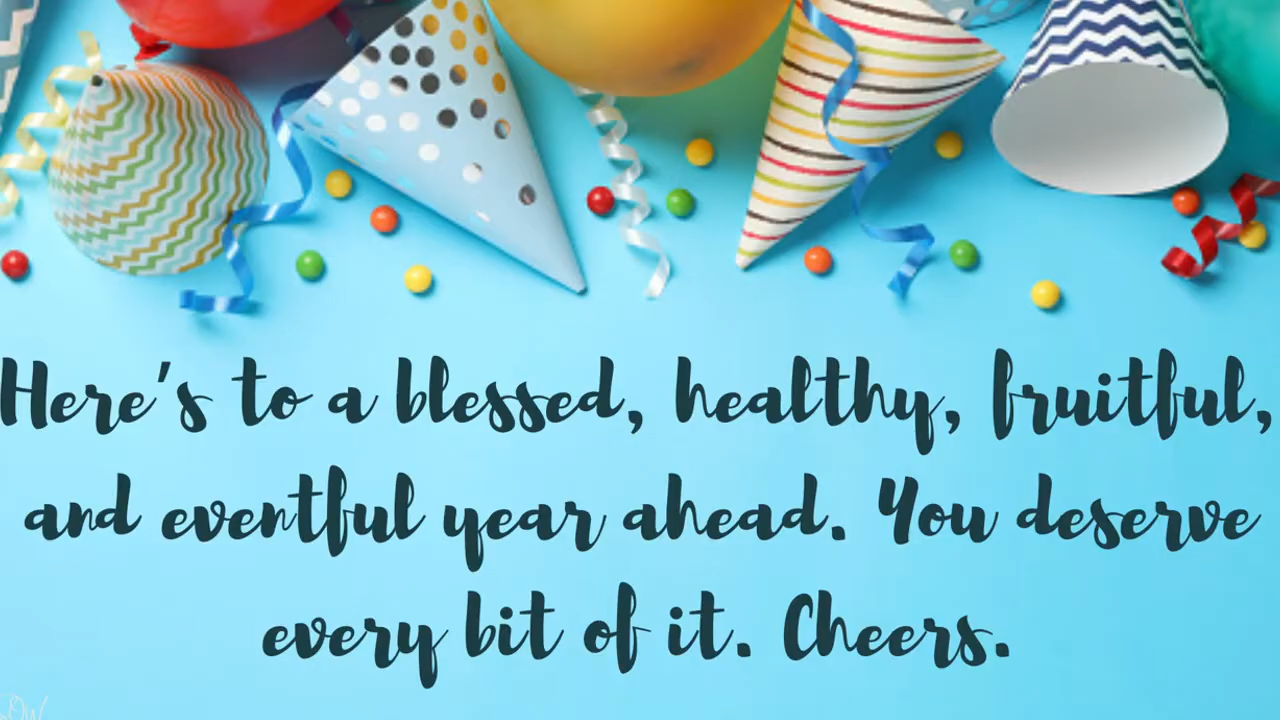 Here's to a blessed, healthy, fruitful,
and eventful year ahead. You deserve
every bit of it. Cheers.